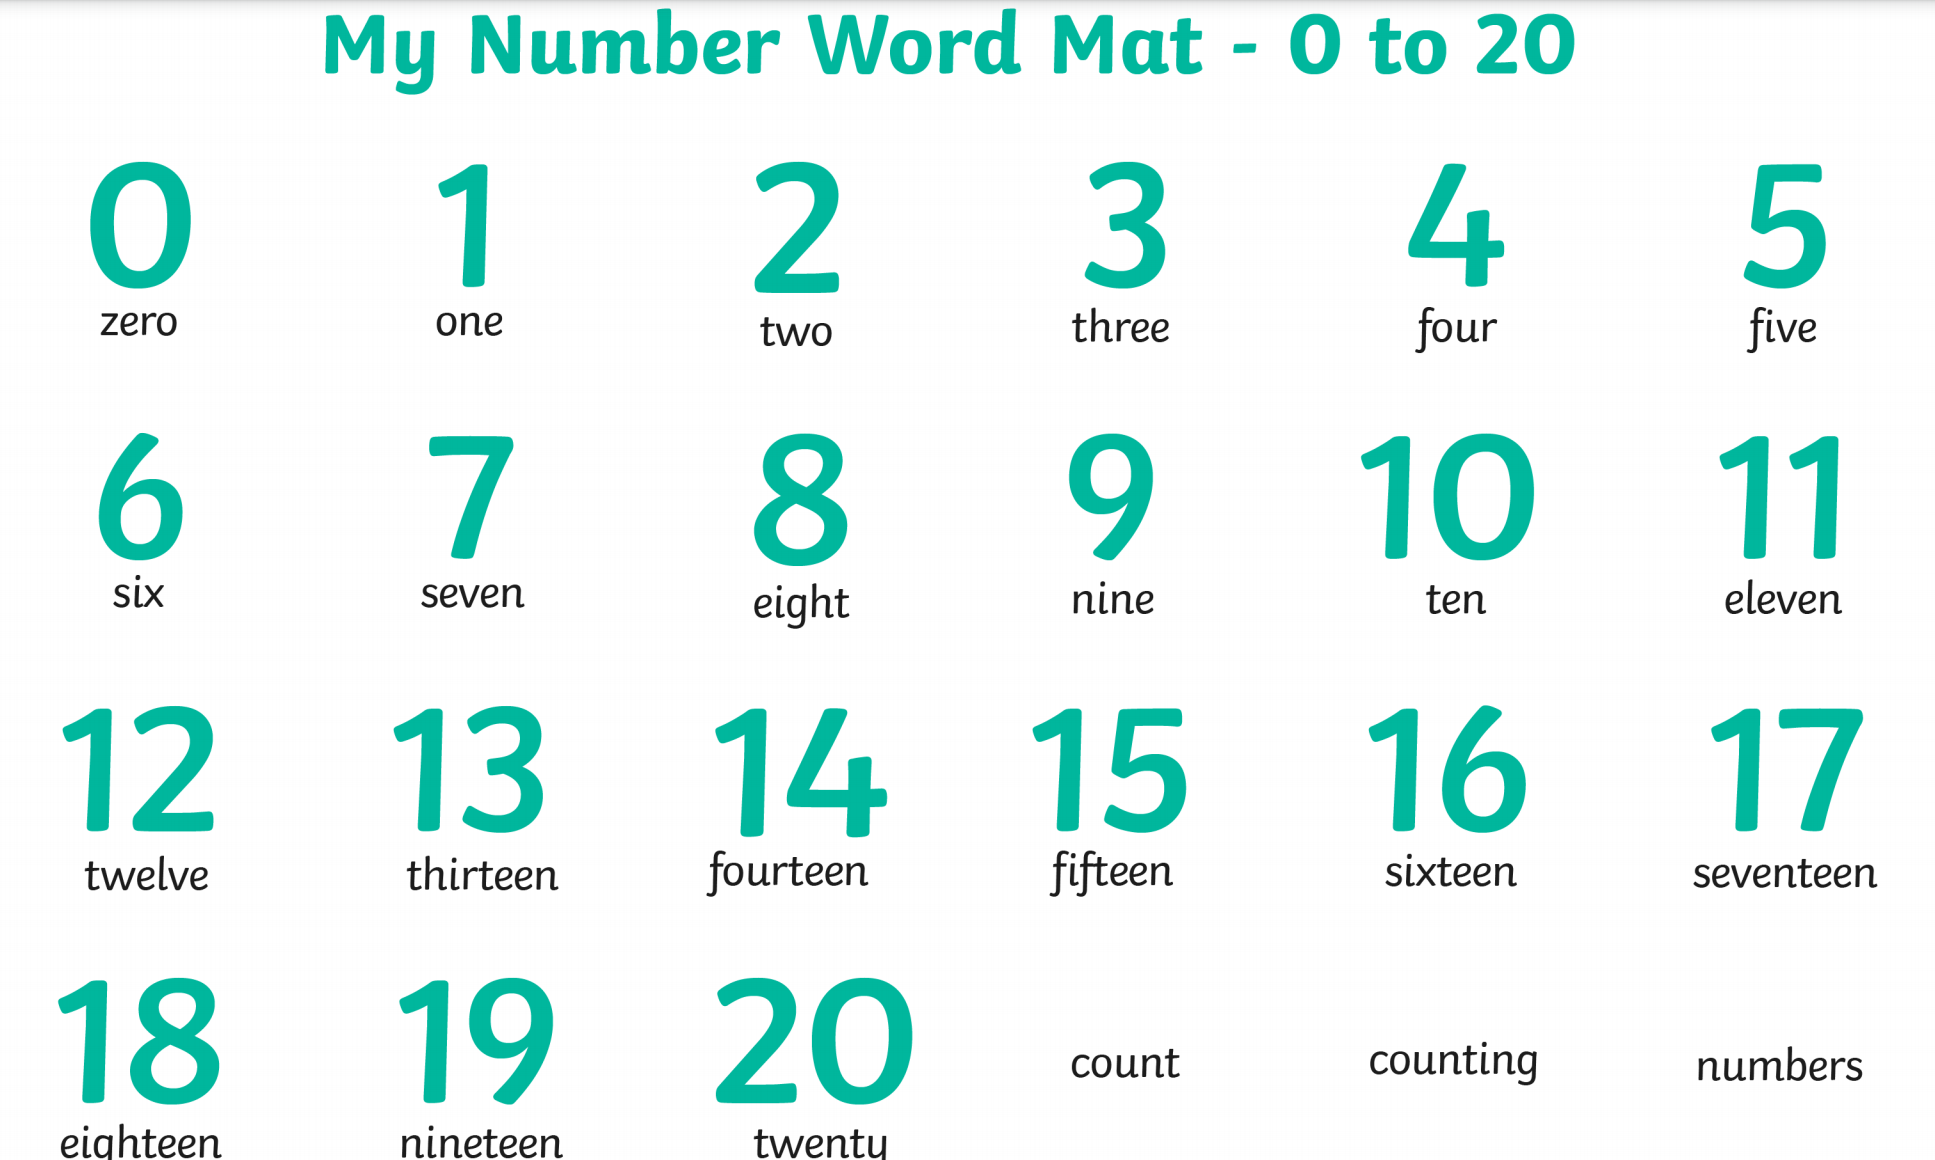 My Number Word Mat - 0 to 20
0 1 2 3 4 5
zero one two three four five
6 7 8 9 10 11
six seven eight nine ten eleven
12 13 14 15 16 17
twelve thirteen fourteen fifteen sixteen seventeen
18 19 20 count counting numbers
eighteen nineteen twenty